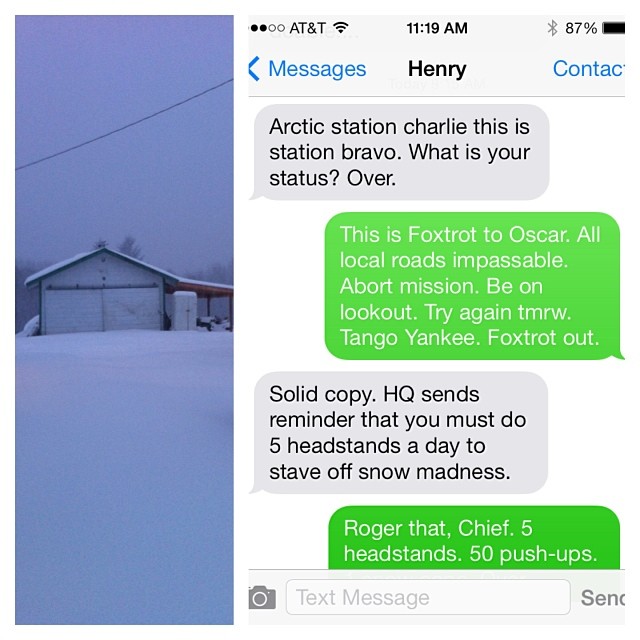 AT&T 11:19 AM 87%
Messages Henry Contac
Arctic station charlie this is
station bravo. What is your
status? Over.
This is Foxtrot to Oscar. All
local roads impassable.
Abort mission. Be on
lookout. Try again tmrw.
Tango Yankee. Foxtrot out.
Solid copy. HQ sends
reminder that you must do
5 headstands a day to
stave off snow madness.
Roger that, Chief. 5
headstands. 50 push-ups.
Text Message Send